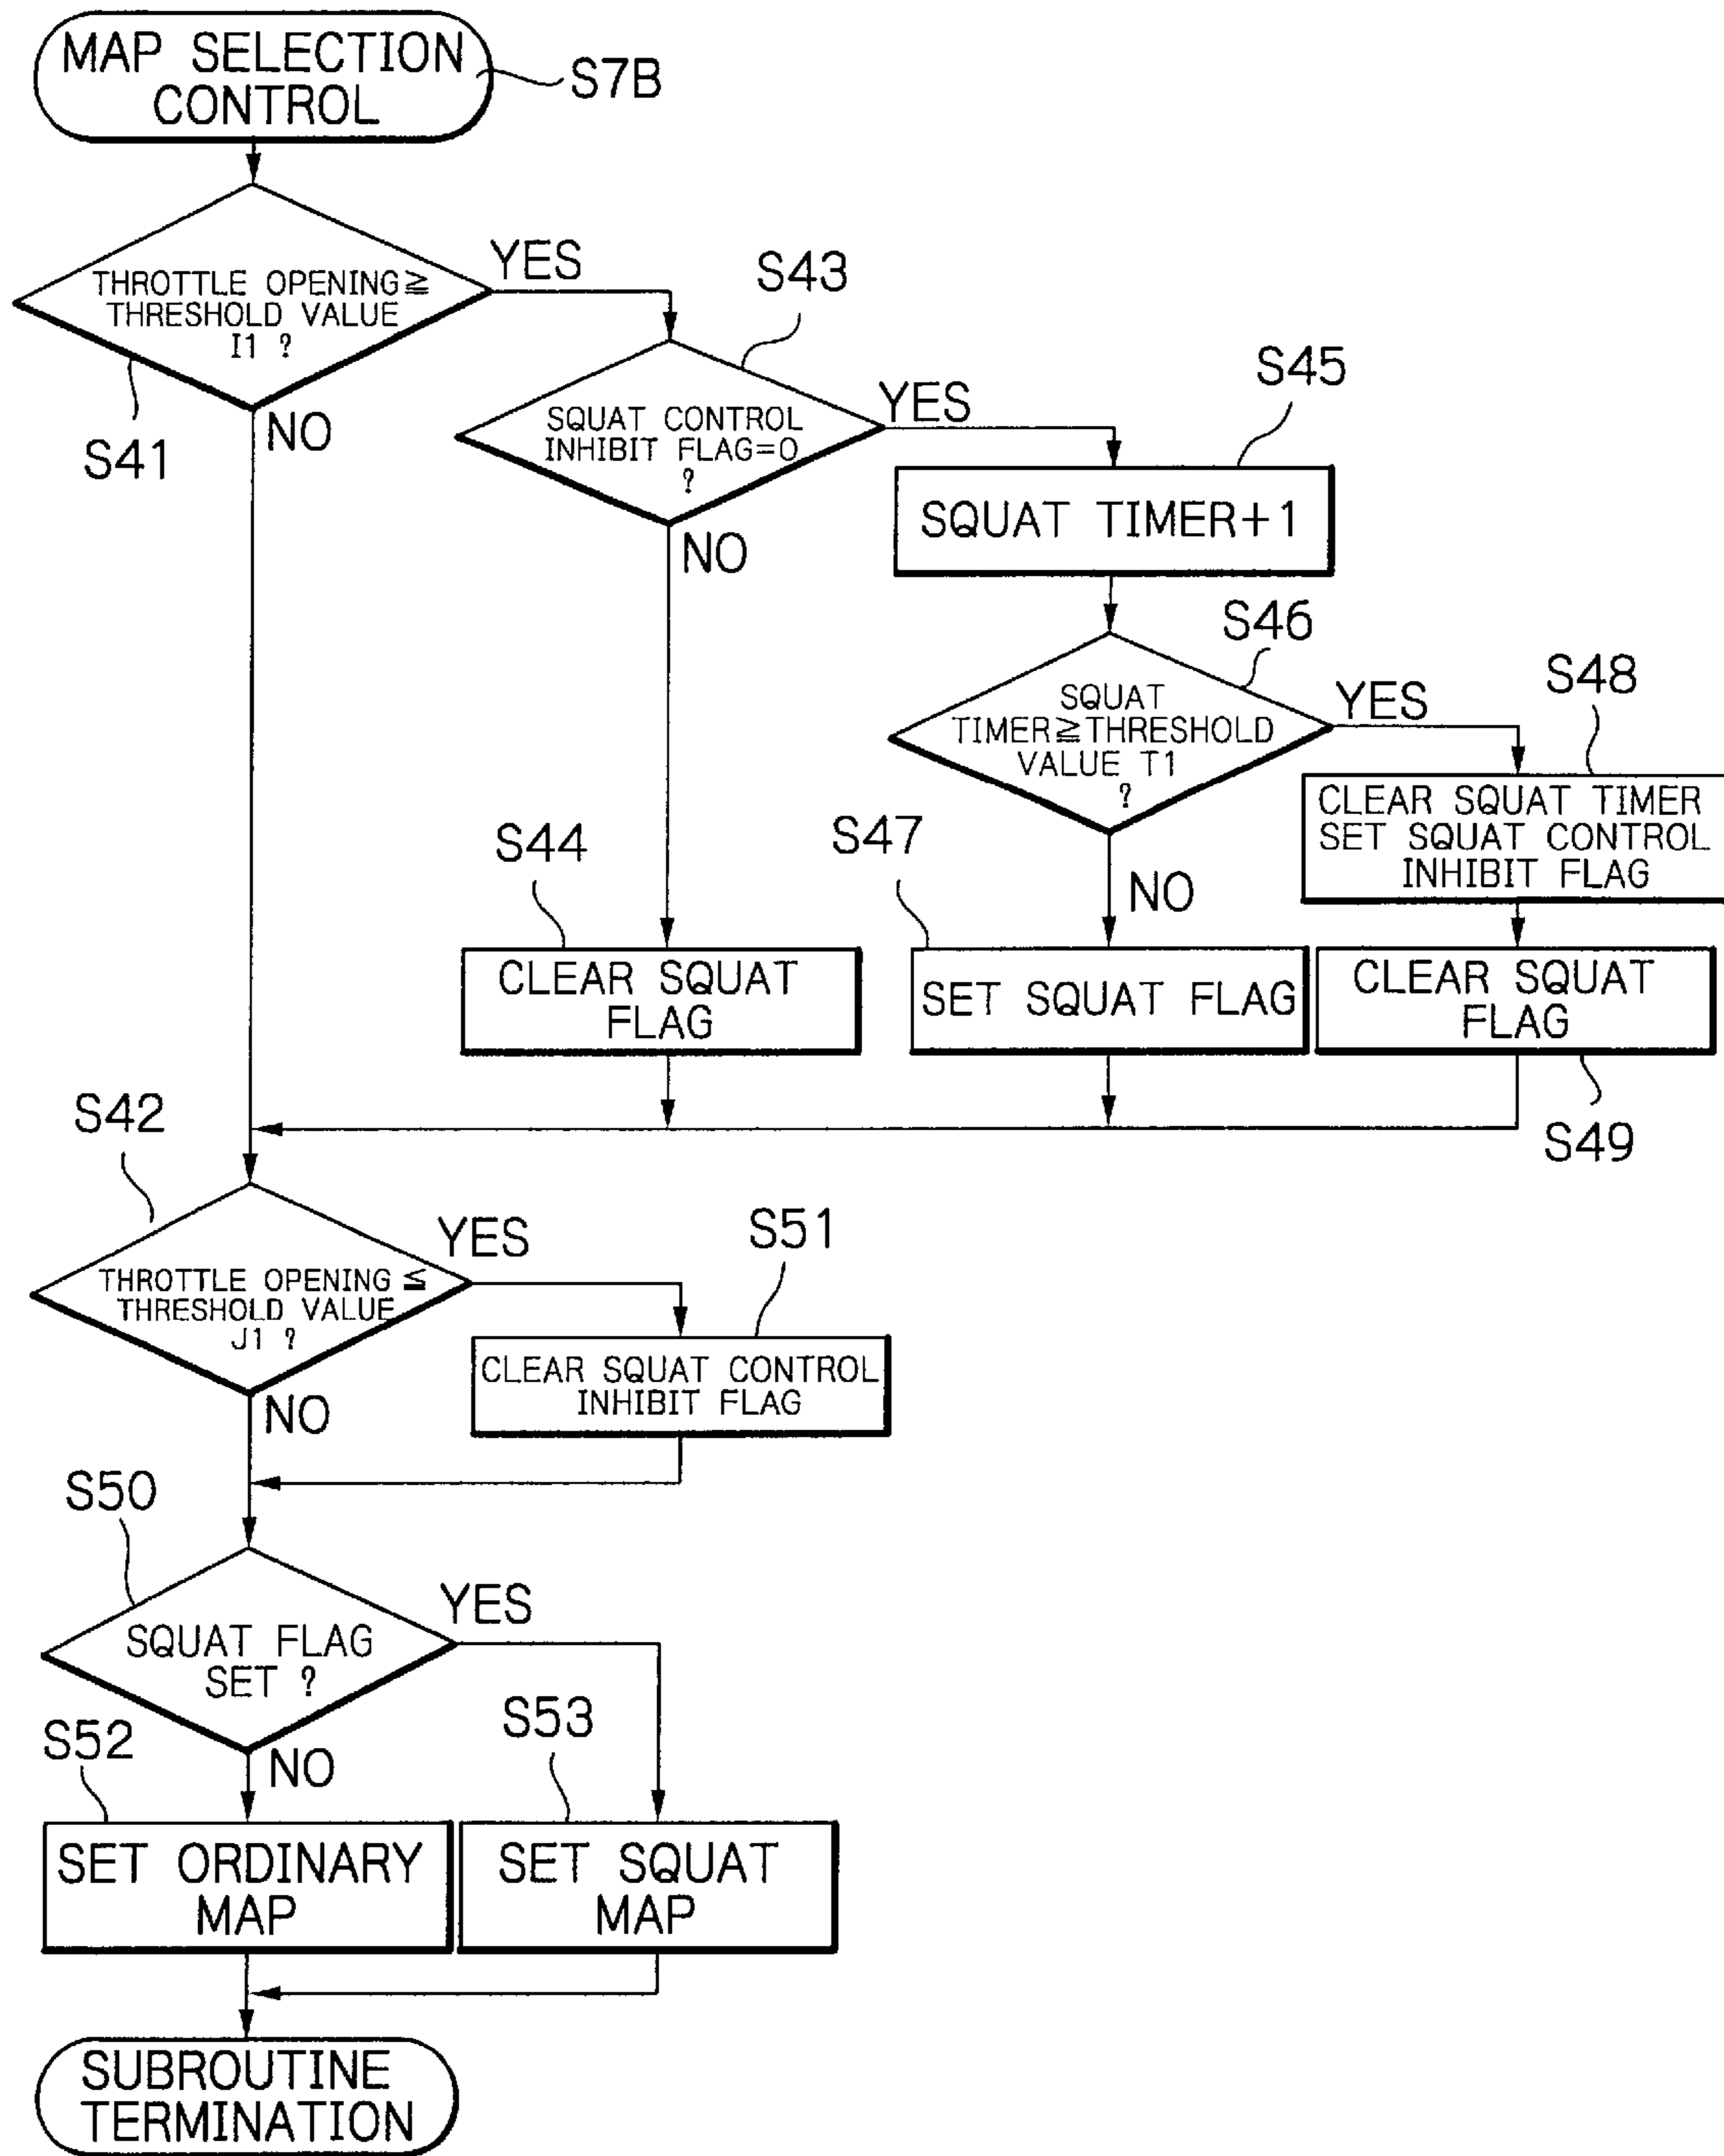 MAP SELECTION
CONTROL
S7B
THROTTLE OPENING≧
THRESHOLD VALUE
I1 ?
YES
S41
NO
S43
SQUAT CONTROL
INHIBIT FLAG=0
?
YES
NO
S45
SQUAT TIMER+1
S46
SQUAT
TIMER≧THRESHOLD
VALUE T1
?
YES
NO
S48
CLEAR SQUAT TIMER
SET SQUAT CONTROL
INHIBIT FLAG
S44
CLEAR SQUAT
FLAG
S47
SET SQUAT FLAG
CLEAR SQUAT
FLAG
S49
S42
THROTTLE OPENING ≦
THRESHOLD VALUE
J1 ?
YES
NO
S51
CLEAR SQUAT CONTROL
INHIBIT FLAG
S50
SQUAT FLAG
SET ?
YES
NO
S52
SET ORDINARY
MAP
S53
SET SQUAT
MAP
SUBROUTINE
TERMINATION